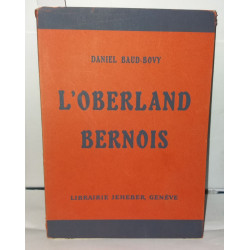 DANIEL BAUD-BOVY
L'OBERLAND
BERNOIS
LIBRAIRIE JEHEBER, GENÈVE